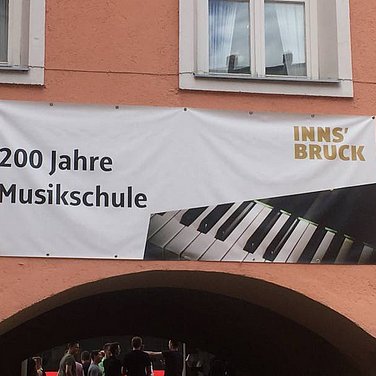 200 Jahre
Musikschule
INNS'
BRUCK